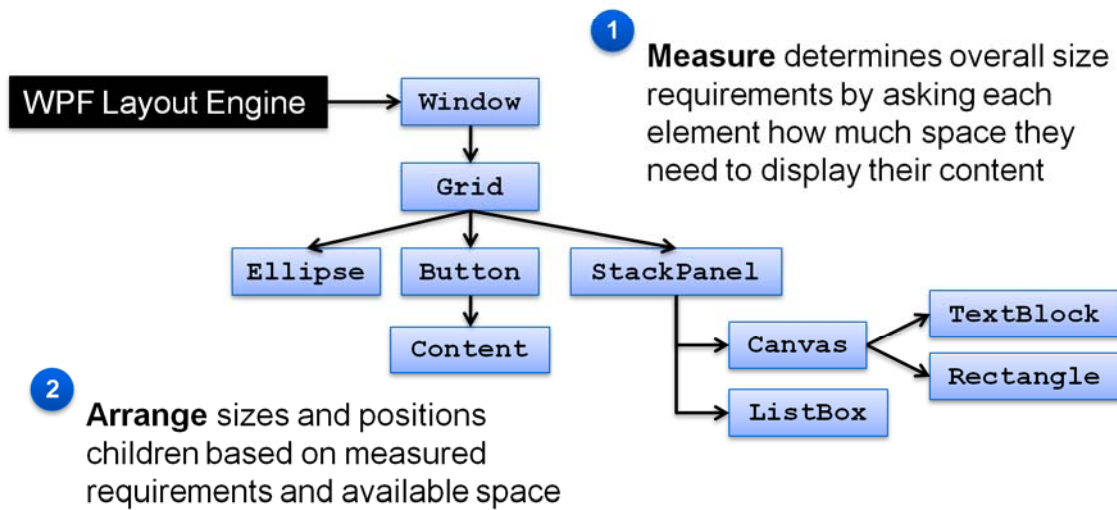 1
Measure determines overall size
requirements by asking each
element how much space they
need to display their content
WPF Layout Engine
Window
Grid
Ellipse
Button
StackPanel
Content
Canvas
TextBlock
Rectangle
ListBox
2
Arrange sizes and positions
children based on measured
requirements and available space